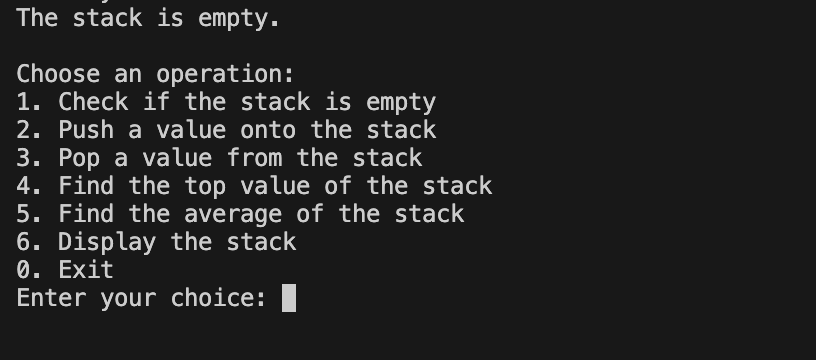 The stack is empty.
Choose an operation:
1. Check if the stack is empty
2. Push a value onto the stack
3. Pop a value from the stack
4. Find the top value of the stack
5. Find the average of the stack
6. Display the stack
0. Exit
Enter your choice: